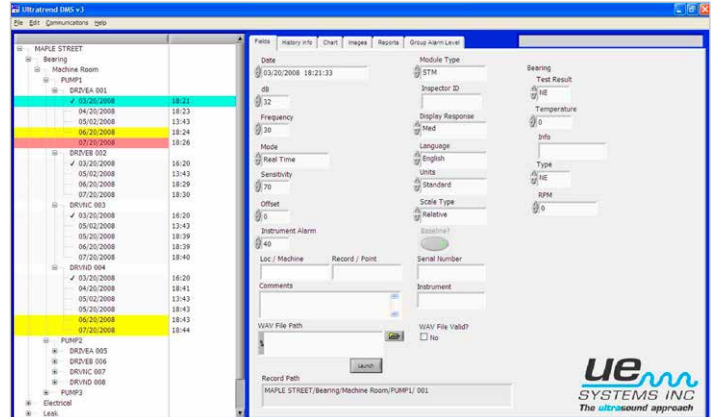 Ultratrend DMS v3
File Edit Communications Help
MAPLE STREET
Bearing
Machine Room
PUMP1
DRIVEA 001
✓ 03/20/2008 18:21
04/20/2008 18:23
05/02/2008 13:43
06/20/2008 18:24
07/20/2008 18:26
DRIVEB 002
✓ 03/20/2008 16:20
05/02/2008 13:43
06/20/2008 18:29
07/20/2008 18:30
DRVNC 003
✓ 03/20/2008 16:20
05/02/2008 13:43
05/20/2008 18:39
06/20/2008 18:39
07/20/2008 18:40
DRVND 004
✓ 03/20/2008 16:20
04/20/2008 18:41
05/02/2008 13:43
05/20/2008 18:43
06/20/2008 18:43
07/20/2008 18:44
PUMP2
DRIVEA 005
DRIVEB 006
DRVNC 007
DRVND 008
PUMP3
Electrical
Leak
Fields History Info Chart Images Reports Group Alarm Level
Date
03/20/2008 18:21:33
dB
32
Frequency
30
Mode
Real Time
Sensitivity
70
Offset
0
Instrument Alarm
40
Loc / Machine Record / Point
Comments
WAV File Path
Launch
Record Path
MAPLE STREET/Bearing/Machine Room/PUMP1/ 001
Module Type
STM
Inspector ID
Display Response
Med
Language
English
Units
Standard
Scale Type
Relative
Baseline?
Serial Number
Instrument
WAV File Valid?
No
Bearing
Test Result
NE
Temperature
0
Info
Type
NE
RPM
0
ue
SYSTEMS INC
The ultrasound approach